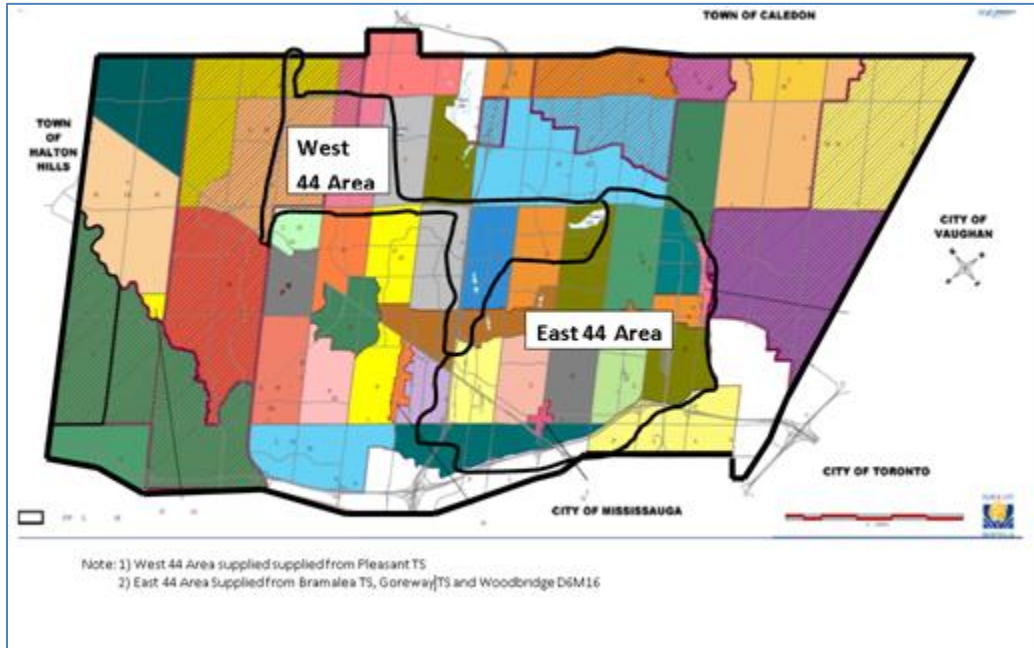 TOWN OF CALEDON
TOWN
OF
HALTON
HILLS
West
44 Area
CITY OF
VAUGHAN
East 44 Area
CITY OF TORONTO
CITY OF MISSISSAUGA
Note: 1) West 44 Area supplied supplied from Pleasant TS
2) East 44 Area Supplied from Bramalea TS, Goreway TS and Woodbridge D6M16